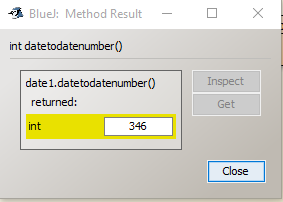 BlueJ: Method Result
int datetodatenumber()
date1.datetodatenumber()
returned:
int 346
Inspect
Get
Close